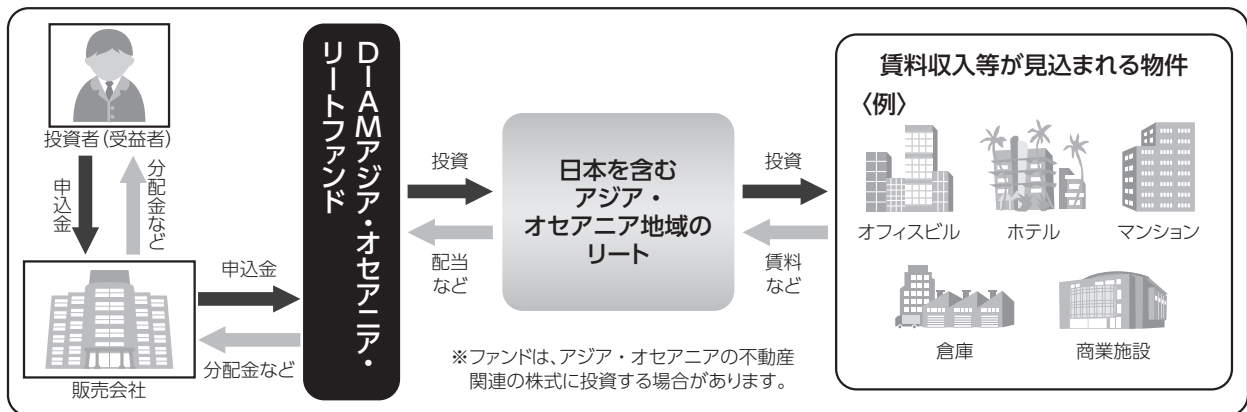 投資者（受益者）
申込金
分配金など
販売会社
申込金
分配金など
DIAMアジア・オセアニア・
リートファンド
投資
配当
など
日本を含む
アジア・
オセアニア地域の
リート
投資
賃料
など
※ファンドは、アジア・オセアニアの不動産
関連の株式に投資する場合があります。
賃料収入等が見込まれる物件
〈例〉
オフィスビル
ホテル
マンション
倉庫
商業施設